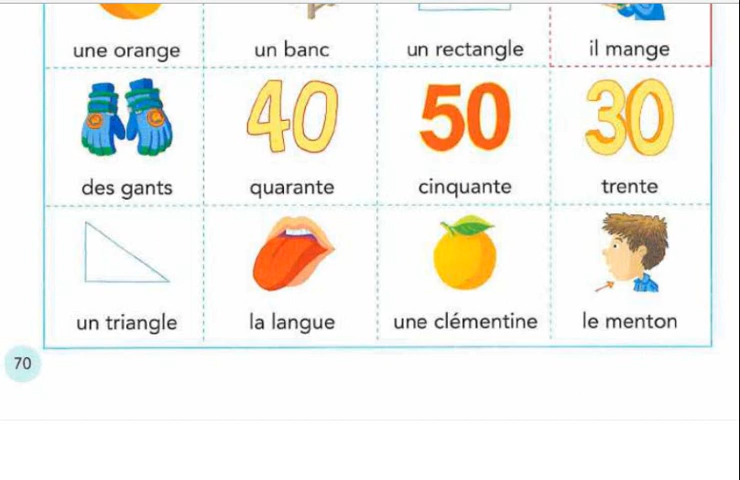 une orange un banc un rectangle il mange
40 50 30
des gants quarante cinquante trente
un triangle la langue une clémentine le menton
70